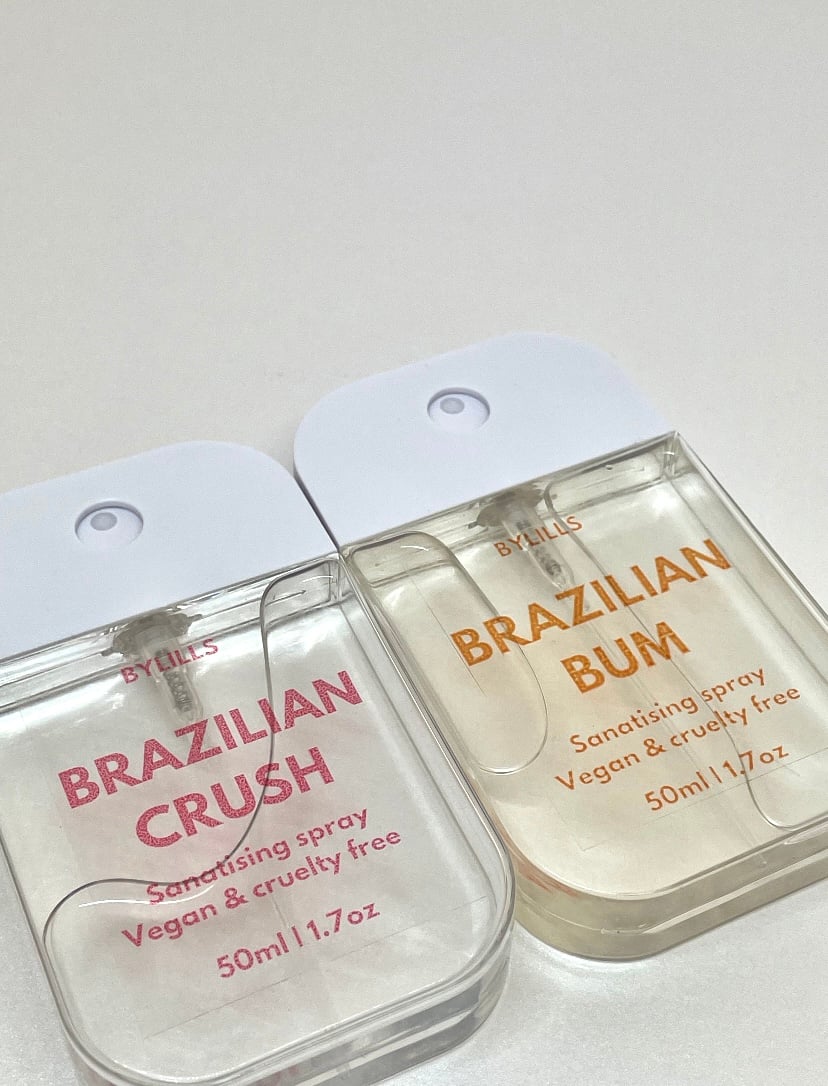 BYLILLS
BRAZILIAN
CRUSH
Sanatising spray
Vegan & cruelty free
50ml | 1.7oz
BYLILLS
BRAZILIAN
BUM
Sanatising spray
Vegan & cruelty free
50ml | 1.7oz